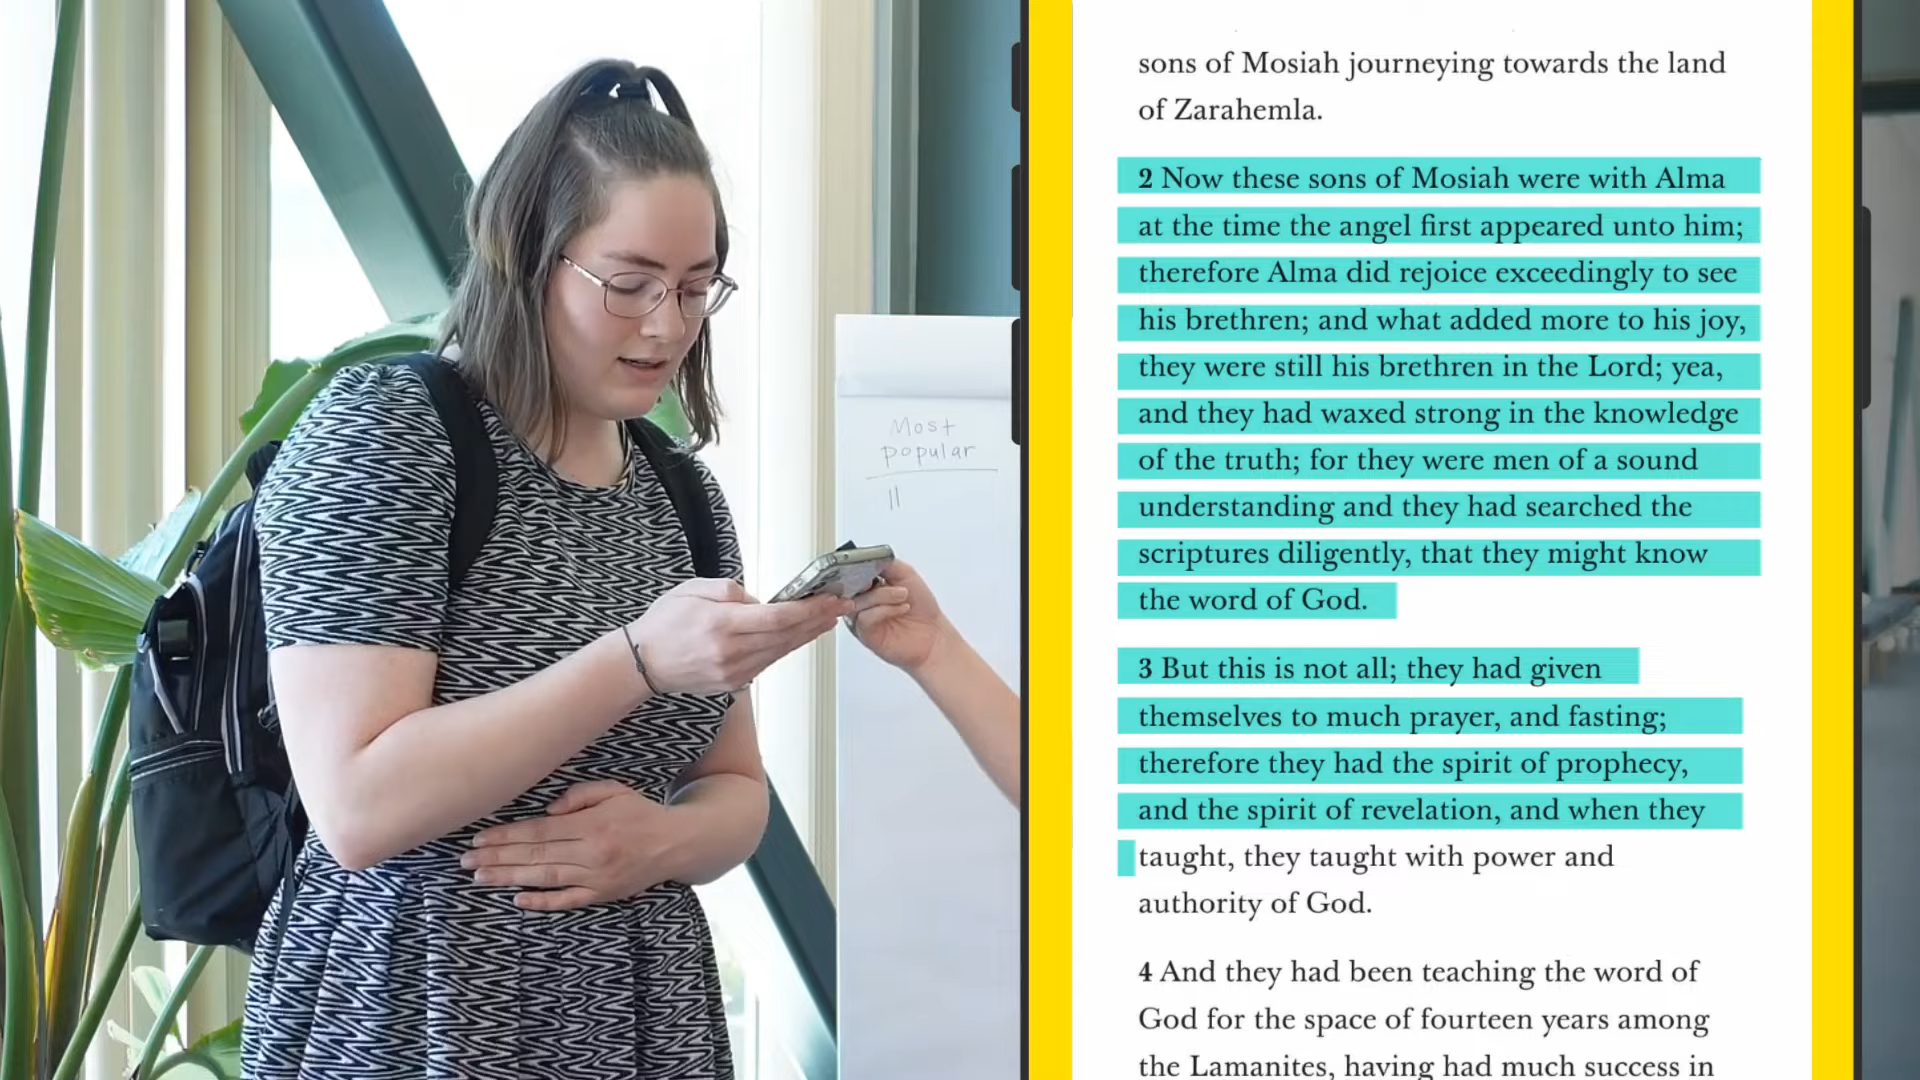 Most
popular
||
sons of Mosiah journeying towards the land
of Zarahemla.
2 Now these sons of Mosiah were with Alma
at the time the angel first appeared unto him;
therefore Alma did rejoice exceedingly to see
his brethren; and what added more to his joy,
they were still his brethren in the Lord; yea,
and they had waxed strong in the knowledge
of the truth; for they were men of a sound
understanding and they had searched the
scriptures diligently, that they might know
the word of God.
3 But this is not all; they had given
themselves to much prayer, and fasting;
therefore they had the spirit of prophecy,
and the spirit of revelation, and when they
taught, they taught with power and
authority of God.
4 And they had been teaching the word of
God for the space of fourteen years among
the Lamanites, having had much success in